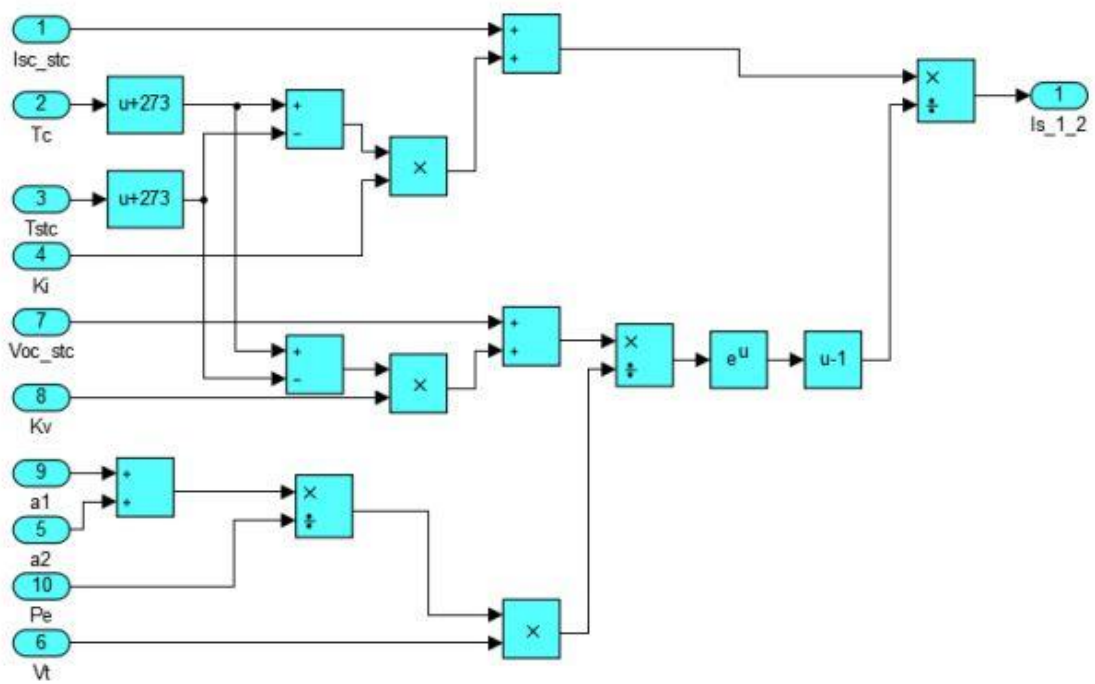 1
Isc_stc
2
Tc
u+273
3
Tstc
u+273
4
Ki
+
−
×
+
+
×
÷
1
Is_1_2
7
Voc_stc
8
Kv
+
−
×
+
+
×
÷
e^u
u-1
9
a1
5
a2
10
Pe
6
Vt
+
+
×
÷
×